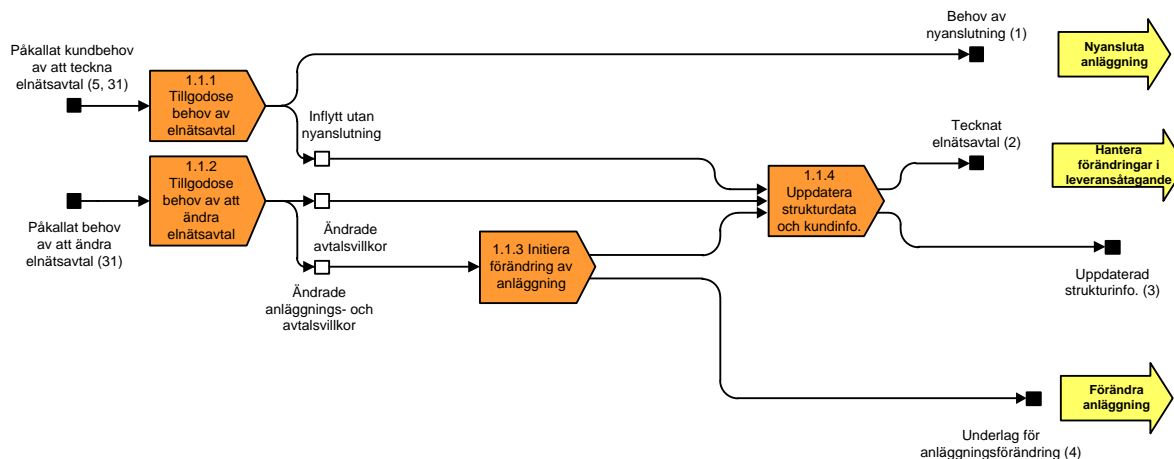 Påkallat kundbehov
av att teckna
elnätsavtal (5, 31)
1.1.1
Tillgodose
behov av
elnätsavtal
Behov av
nyanslutning (1)
Nyansluta
anläggning
Inflytt utan
nyanslutning
Tecknat
elnätsavtal (2)
Hantera
förändringar i
leveransåtagande
1.1.2
Tillgodose
behov av att
ändra
elnätsavtal
1.1.4
Uppdatera
strukturdata
och kundinfo.
Påkallat behov
av att ändra
elnätsavtal (31)
Ändrade
avtalsvillkor
1.1.3 Initiera
förändring av
anläggning
Uppdaterad
strukturinfo. (3)
Ändrade
anläggnings- och
avtalsvillkor
Förändra
anläggning
Underlag för
anläggningsförändring (4)